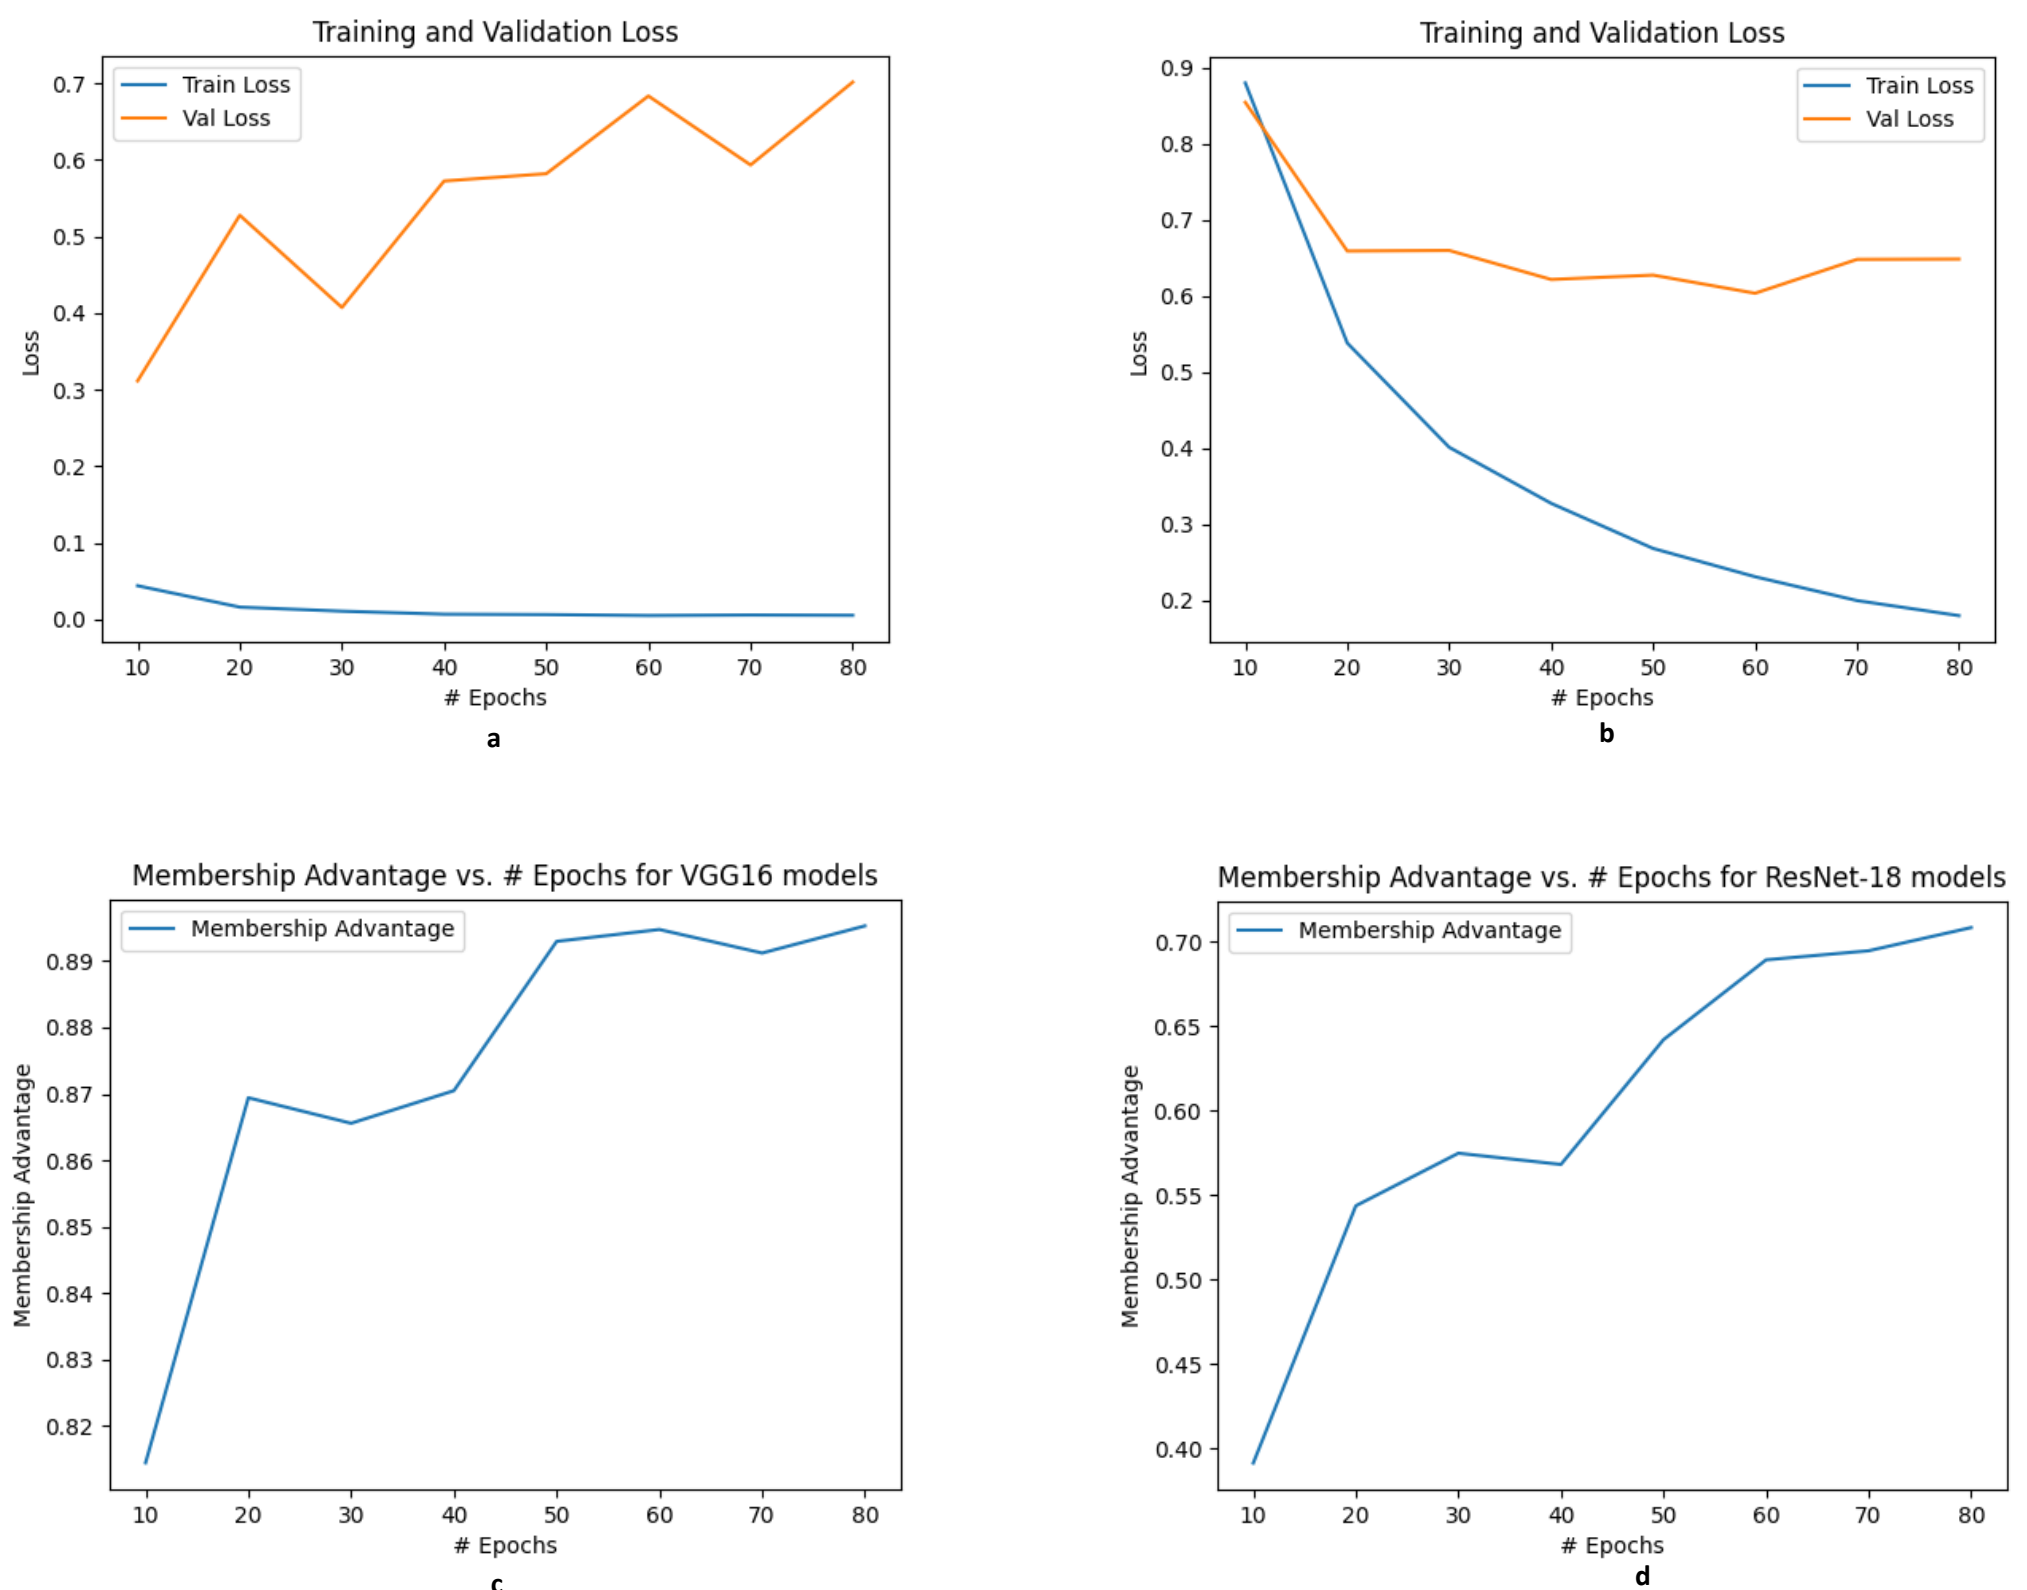 Training and Validation Loss
Train Loss
Val Loss
0.7
0.6
0.5
0.4
0.3
0.2
0.1
0.0
Loss
10 20 30 40 50 60 70 80
# Epochs
a
Training and Validation Loss
Train Loss
Val Loss
0.9
0.8
0.7
0.6
0.5
0.4
0.3
0.2
Loss
10 20 30 40 50 60 70 80
# Epochs
b
Membership Advantage vs. # Epochs for VGG16 models
Membership Advantage
0.89
0.88
0.87
0.86
0.85
0.84
0.83
0.82
Membership Advantage
10 20 30 40 50 60 70 80
# Epochs
c
Membership Advantage vs. # Epochs for ResNet-18 models
Membership Advantage
0.70
0.65
0.60
0.55
0.50
0.45
0.40
Membership Advantage
10 20 30 40 50 60 70 80
# Epochs
d